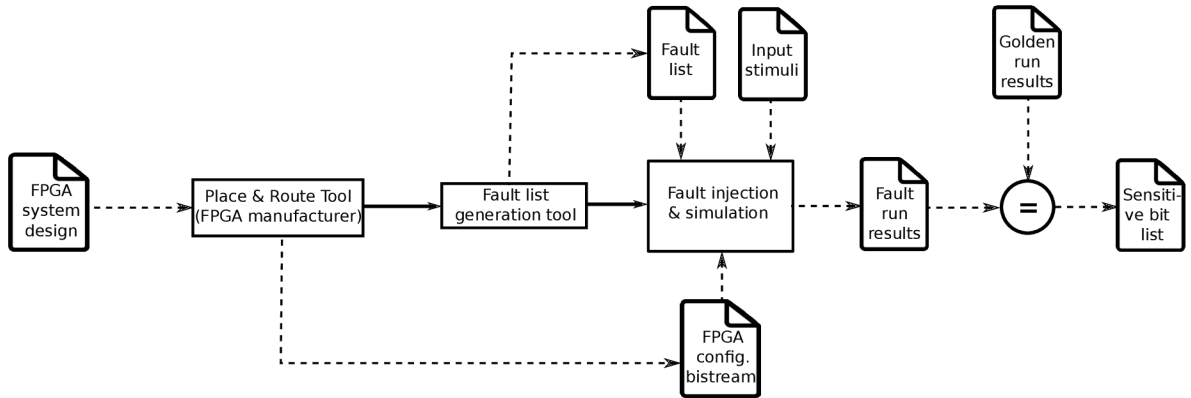 FPGA
system
design
Place & Route Tool
(FPGA manufacturer)
Fault list
generation tool
Fault
list
Input
stimuli
Fault injection
& simulation
FPGA
config.
bistream
Fault
run
results
Golden
run
results
=
Sensiti-
ve bit
list